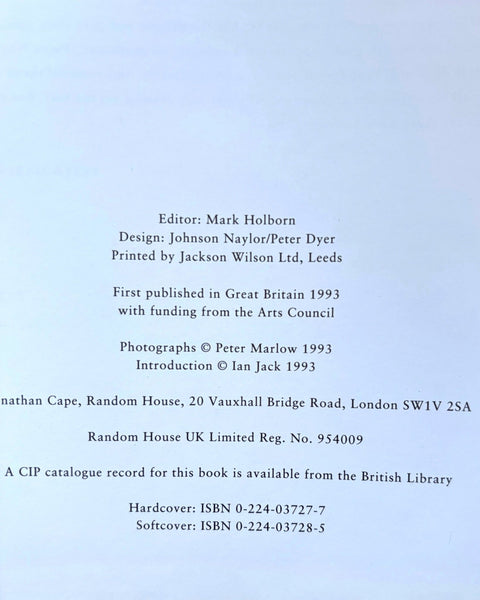 Editor: Mark Holborn
Design: Johnson Naylor/Peter Dyer
Printed by Jackson Wilson Ltd, Leeds
First published in Great Britain 1993
with funding from the Arts Council
Photographs © Peter Marlow 1993
Introduction © Ian Jack 1993
nathan Cape, Random House, 20 Vauxhall Bridge Road, London SW1V 2SA
Random House UK Limited Reg. No. 954009
A CIP catalogue record for this book is available from the British Library
Hardcover: ISBN 0-224-03727-7
Softcover: ISBN 0-224-03728-5